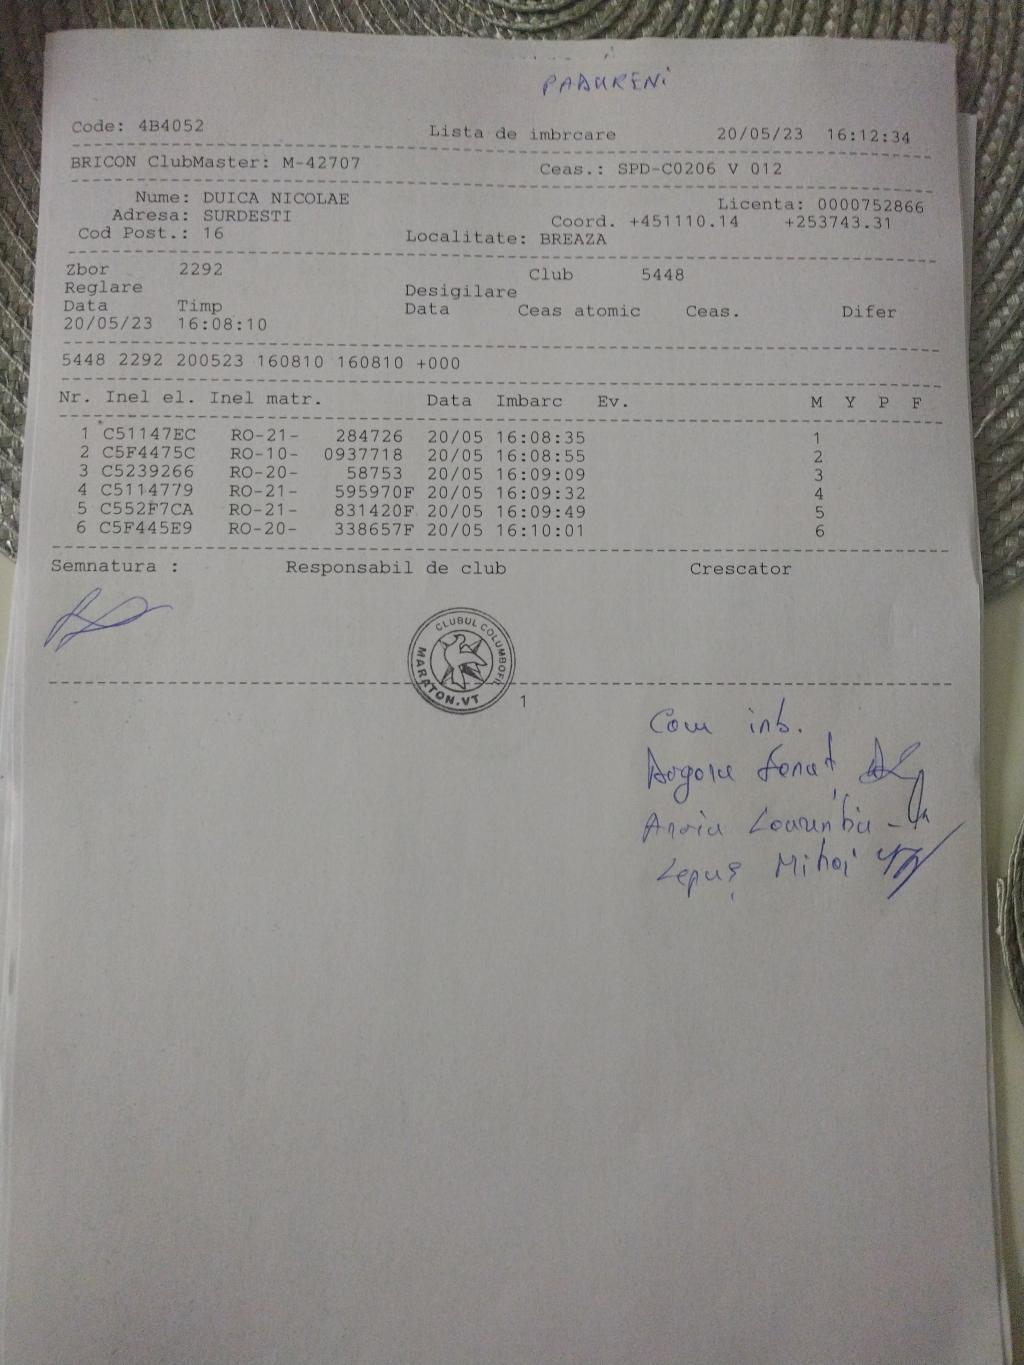 PADURENI
Code: 4B4052 Lista de imbrcare 20/05/23 16:12:34
BRICON ClubMaster: M-42707 Ceas.: SPD-C0206 V 012
Nume: DUICA NICOLAE Licenta: 0000752866
Adresa: SURDESTI Coord. +451110.14 +253743.31
Cod Post.: 16 Localitate: BREAZA
Zbor 2292 Club 5448
Reglare Desigilare
Data Timp Data Ceas atomic Ceas. Difer
20/05/23 16:08:10
5448 2292 200523 160810 160810 +000
Nr. Inel el. Inel matr. Data Imbarc Ev. M Y P F
1 C51147EC RO-21- 284726 20/05 16:08:35 1
2 C5F4475C RO-10- 0937718 20/05 16:08:55 2
3 C5239266 RO-20- 58753 20/05 16:09:09 3
4 C5114779 RO-21- 595970F 20/05 16:09:32 4
5 C552F7CA RO-21- 831420F 20/05 16:09:49 5
6 C5F445E9 RO-20- 338657F 20/05 16:10:01 6
Semnatura : Responsabil de club Crescator
CLUBUL COLUMBOFIL
MARATON.VT
1
Com inb.
Lepuș Mihai